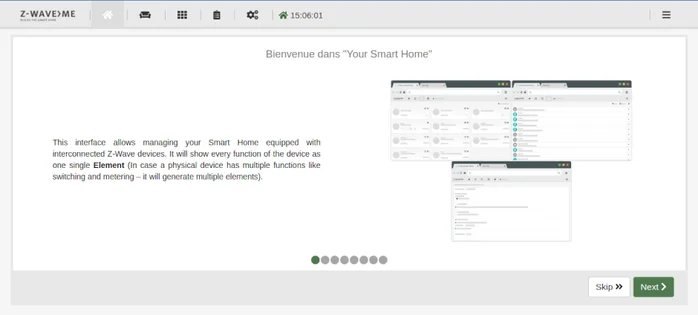 Z-WAVE>ME
15:06:01
Bienvenue dans "Your Smart Home"
This interface allows managing your Smart Home equipped with
interconnected Z-Wave devices. It will show every function of the device as
one single Element (In case a physical device has multiple functions like
switching and metering – it will generate multiple elements).
Skip
Next